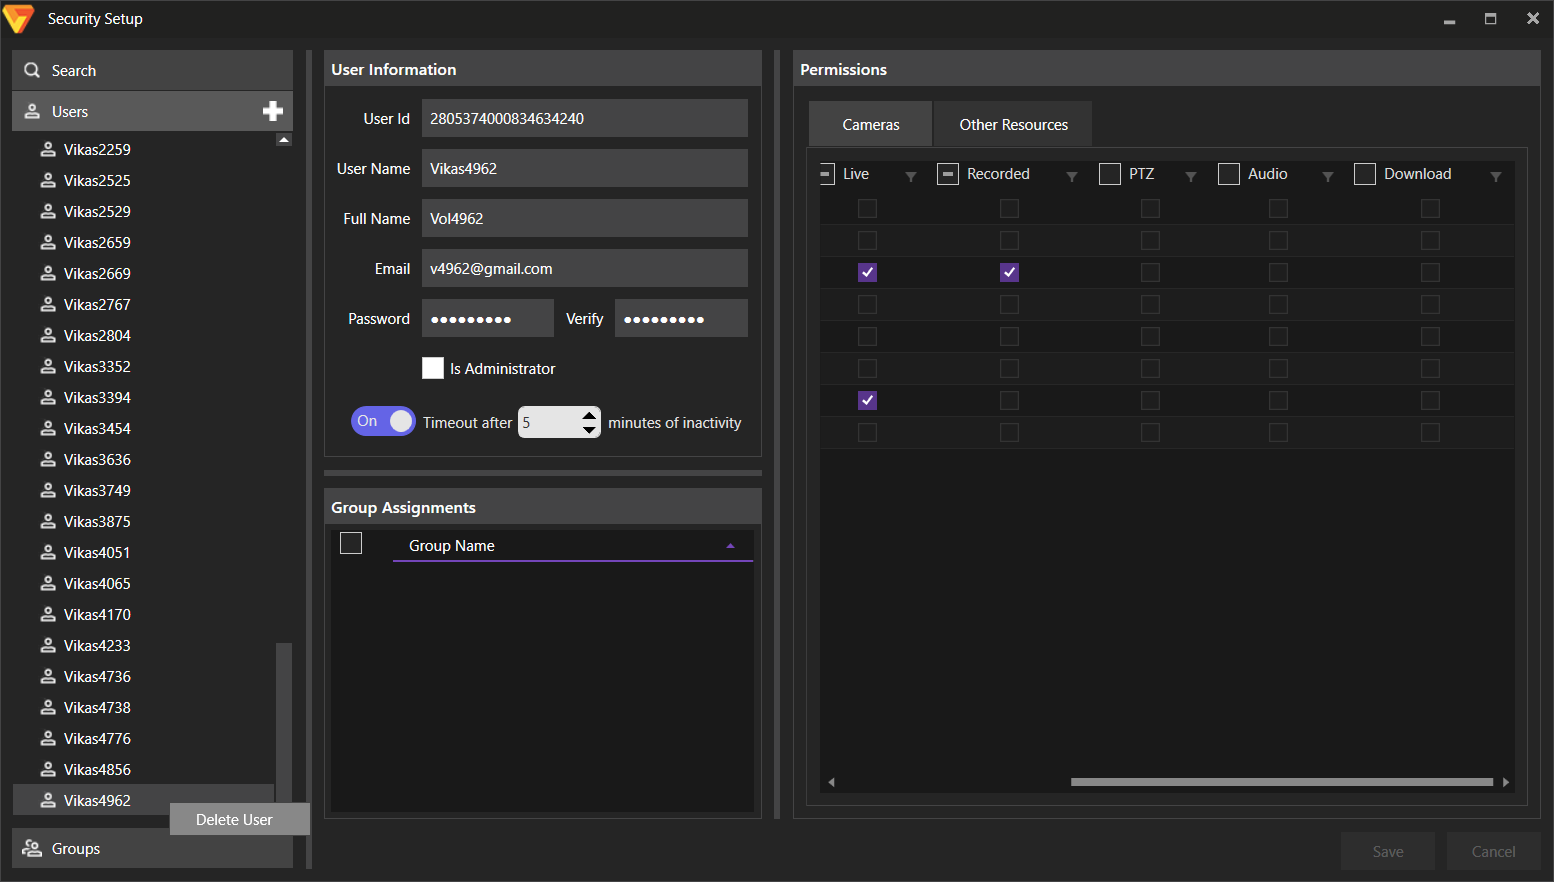 Security Setup
Search
Users
Vikas2259
Vikas2525
Vikas2529
Vikas2659
Vikas2669
Vikas2767
Vikas2804
Vikas3352
Vikas3394
Vikas3454
Vikas3636
Vikas3749
Vikas3875
Vikas4051
Vikas4065
Vikas4170
Vikas4233
Vikas4736
Vikas4738
Vikas4776
Vikas4856
Vikas4962
Delete User
Groups
User Information
User Id 2805374000834634240
User Name Vikas4962
Full Name Vol4962
Email v4962@gmail.com
Password ●●●●●●●●● Verify ●●●●●●●●●
Is Administrator
On Timeout after 5 minutes of inactivity
Group Assignments
Group Name
Permissions
Cameras Other Resources
Live Recorded PTZ Audio Download
Save Cancel